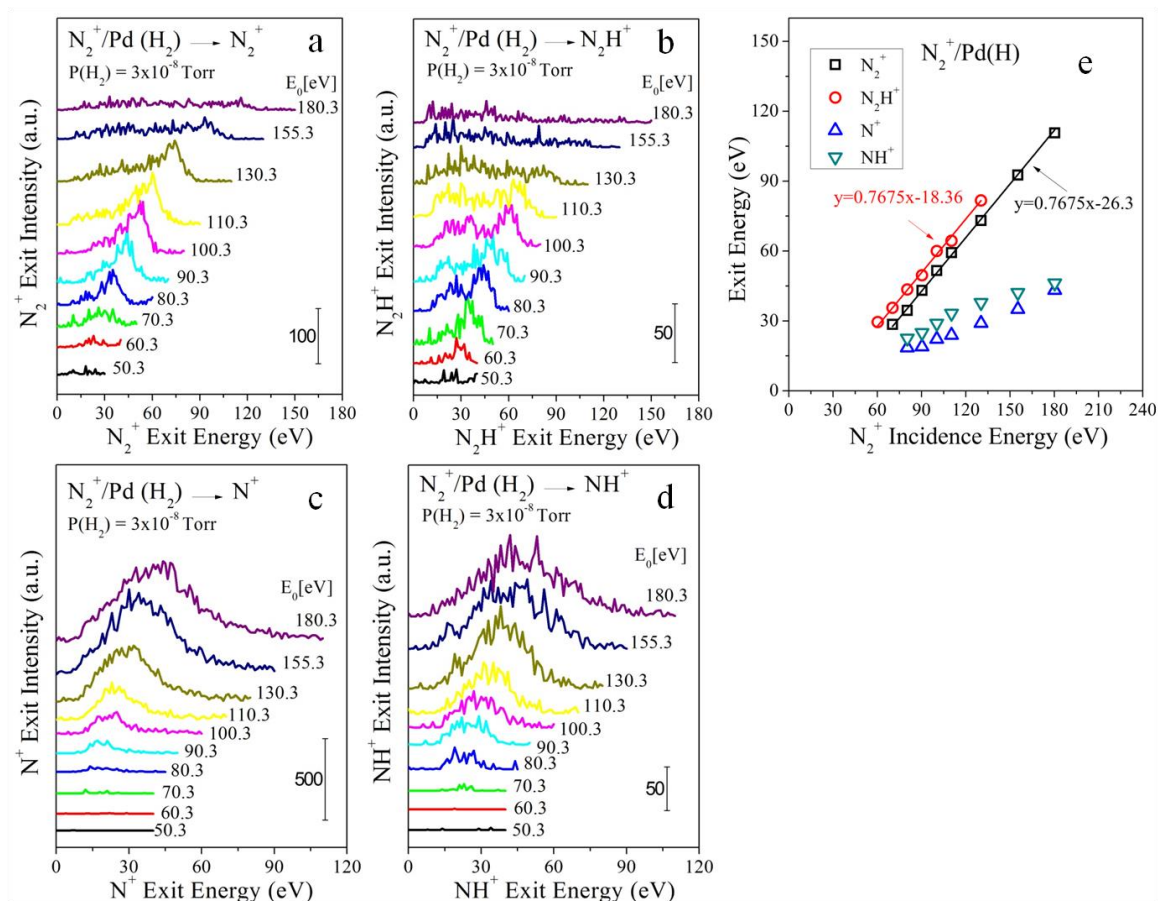 N₂⁺/Pd (H₂) → N₂⁺
a
P(H₂) = 3x10⁻⁸ Torr
E₀[eV]
180.3
155.3
130.3
110.3
100.3
90.3
80.3
70.3
60.3
50.3
100
N₂⁺ Exit Intensity (a.u.)
0 30 60 90 120 150 180
N₂⁺ Exit Energy (eV)
N₂⁺/Pd (H₂) → N₂H⁺
b
P(H₂) = 3x10⁻⁸ Torr
E₀[eV]
180.3
155.3
130.3
110.3
100.3
90.3
80.3
70.3
60.3
50.3
50
N₂H⁺ Exit Intensity (a.u.)
0 30 60 90 120 150 180
N₂H⁺ Exit Energy (eV)
N₂⁺/Pd(H)
e
N₂⁺
N₂H⁺
N⁺
NH⁺
y=0.7675x-18.36
y=0.7675x-26.3
150
120
90
60
30
0
Exit Energy (eV)
0 30 60 90 120 150 180 210 240
N₂⁺ Incidence Energy (eV)
N₂⁺/Pd (H₂) → N⁺
c
P(H₂) = 3x10⁻⁸ Torr
E₀[eV]
180.3
155.3
130.3
110.3
100.3
90.3
80.3
70.3
60.3
50.3
500
N⁺ Exit Intensity (a.u.)
0 30 60 90 120
N⁺ Exit Energy (eV)
N₂⁺/Pd (H₂) → NH⁺
d
P(H₂) = 3x10⁻⁸ Torr
E₀[eV]
180.3
155.3
130.3
110.3
100.3
90.3
80.3
70.3
60.3
50.3
50
NH⁺ Exit Intensity (a.u.)
0 30 60 90 120
NH⁺ Exit Energy (eV)